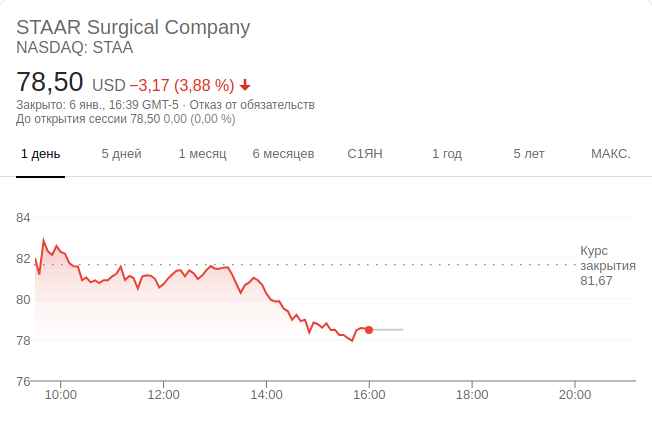 STAAR Surgical Company
NASDAQ: STAA
78,50 USD −3,17 (3,88 %)
Закрыто: 6 янв., 16:39 GMT-5 · Отказ от обязательств
До открытия сессии 78,50 0,00 (0,00 %)
1 день 5 дней 1 месяц 6 месяцев С1ЯН 1 год 5 лет МАКС.
84
82
80
78
76
Курс
закрытия
81,67
10:00 12:00 14:00 16:00 18:00 20:00